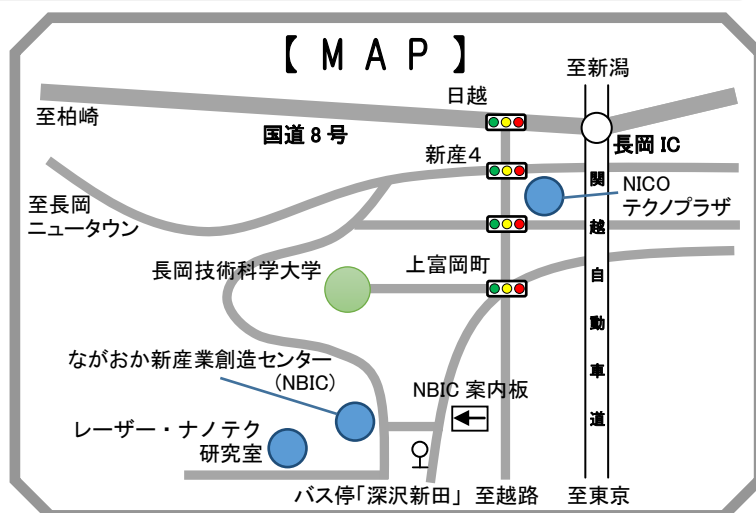 【 M A P 】
至新潟
日越
至柏崎
国道８号
長岡 IC
新産４
関越自動車道
NICO
テクノプラザ
至長岡
ニュータウン
長岡技術科学大学
上富岡町
ながおか新産業創造センター
(NBIC)
NBIC 案内板
レーザー・ナノテク
研究室
バス停「深沢新田」
至越路
至東京